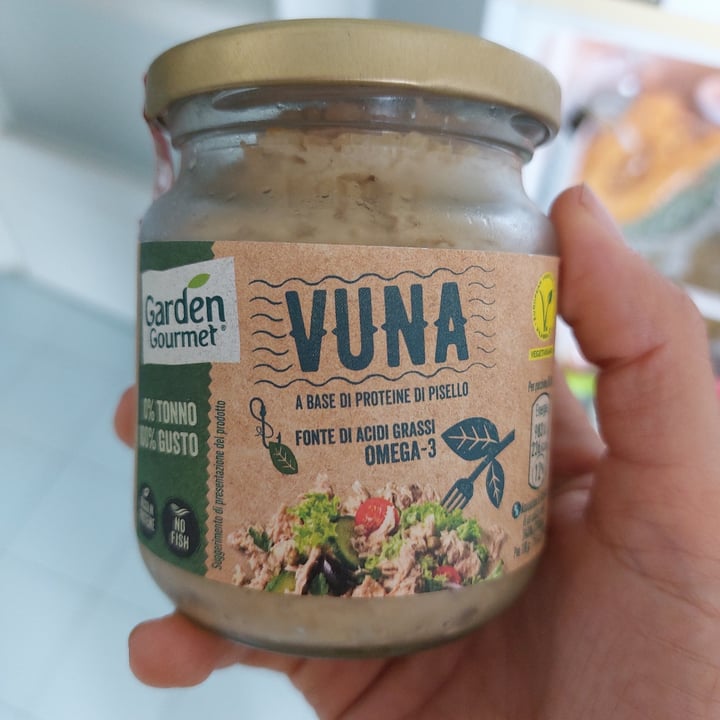 Garden
Gourmet®
VUNA
A BASE DI PROTEINE DI PISELLO
FONTE DI ACIDI GRASSI
OMEGA-3
0% TONNO
100% GUSTO
NO
FISH
Suggerimento di presentazione del prodotto
Energia